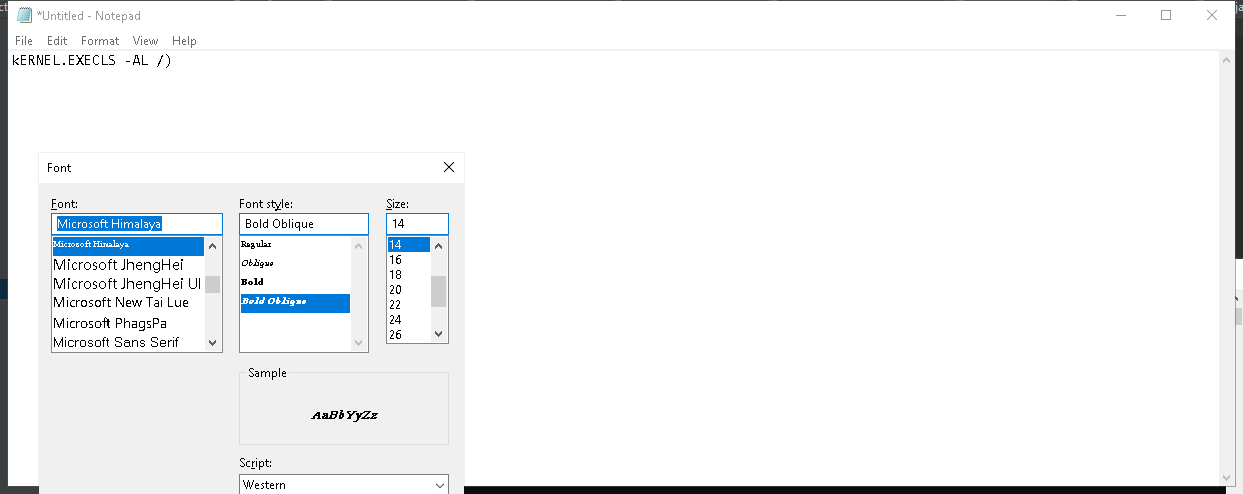 *Untitled - Notepad
File Edit Format View Help
kERNEL.EXECLS -AL /)
Font
Font: Font style: Size:
Microsoft Himalaya Bold Oblique 14
Microsoft Himalaya Regular 14
Microsoft JhengHei Oblique 16
Microsoft JhengHei UI Bold 18
Microsoft New Tai Lue Bold Oblique 20
Microsoft PhagsPa 22
Microsoft Sans Serif 24
26
Sample
AaBbYyZz
Script:
Western